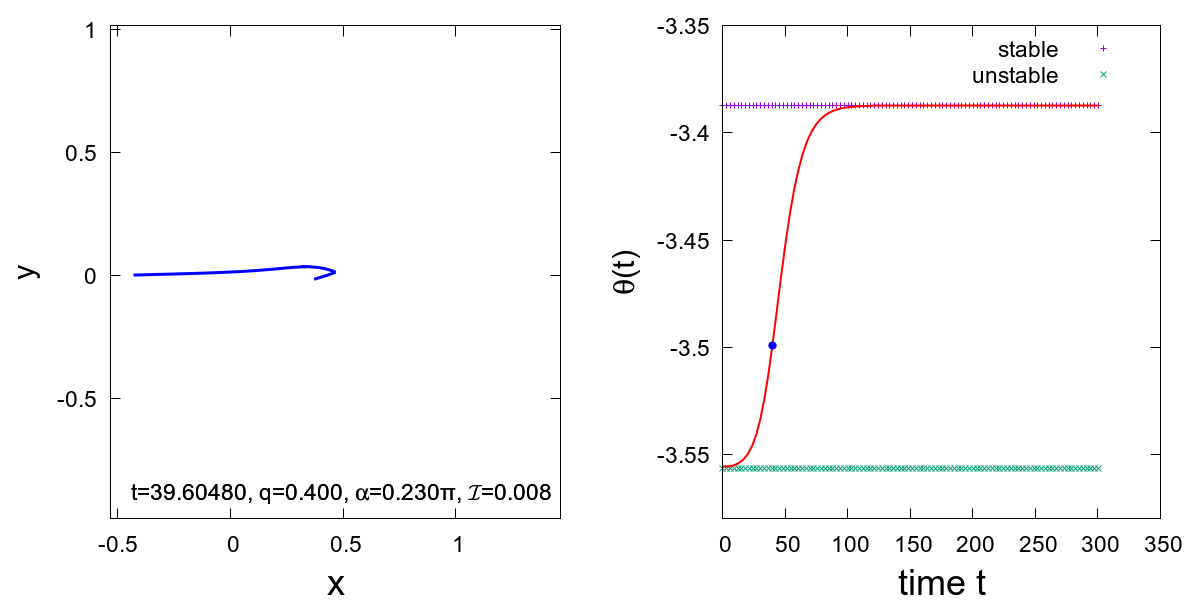 1
0.5
0
-0.5
y
t=39.60480, q=0.400, α=0.230π, ℐ=0.008
-0.5 0 0.5 1
x
-3.35
-3.4
-3.45
-3.5
-3.55
θ(t)
stable
unstable
0 50 100 150 200 250 300 350
time t